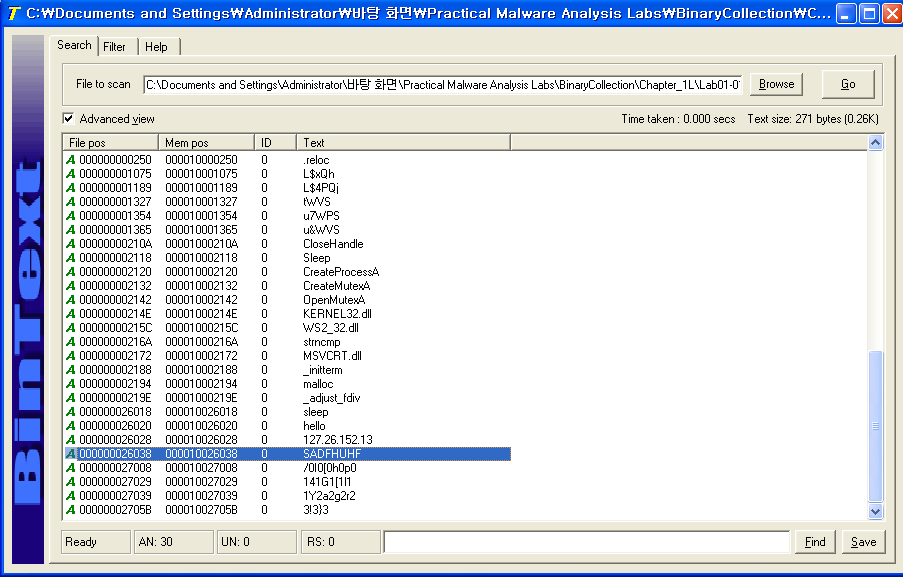 C:₩Documents and Settings₩Administrator₩바탕 화면₩Practical Malware Analysis Labs₩BinaryCollection₩C...
BinText
Search Filter Help
File to scan C:\Documents and Settings\Administrator\바탕 화면\Practical Malware Analysis Labs\BinaryCollection\Chapter_1L\Lab01-0 Browse Go
Advanced view Time taken : 0.000 secs Text size: 271 bytes (0.26K)
File pos Mem pos ID Text
A 000000000250 000010000250 0 .reloc
A 000000001075 000010001075 0 L$xQh
A 000000001189 000010001189 0 L$4PQj
A 000000001327 000010001327 0 tWVS
A 000000001354 000010001354 0 u7WPS
A 000000001365 000010001365 0 u&WVS
A 00000000210A 00001000210A 0 CloseHandle
A 000000002118 000010002118 0 Sleep
A 000000002120 000010002120 0 CreateProcessA
A 000000002132 000010002132 0 CreateMutexA
A 000000002142 000010002142 0 OpenMutexA
A 00000000214E 00001000214E 0 KERNEL32.dll
A 00000000215C 00001000215C 0 WS2_32.dll
A 00000000216A 00001000216A 0 strncmp
A 000000002172 000010002172 0 MSVCRT.dll
A 000000002188 000010002188 0 _initterm
A 000000002194 000010002194 0 malloc
A 00000000219E 00001000219E 0 _adjust_fdiv
A 000000026018 000010026018 0 sleep
A 000000026020 000010026020 0 hello
A 000000026028 000010026028 0 127.26.152.13
A 000000026038 000010026038 0 SADFHUHF
A 000000027008 000010027008 0 /0I0[0h0p0
A 000000027029 000010027029 0 141G1[1l1
A 000000027039 000010027039 0 1Y2a2g2r2
A 00000002705B 00001002705B 0 3!3}3
Ready AN: 30 UN: 0 RS: 0 Find Save